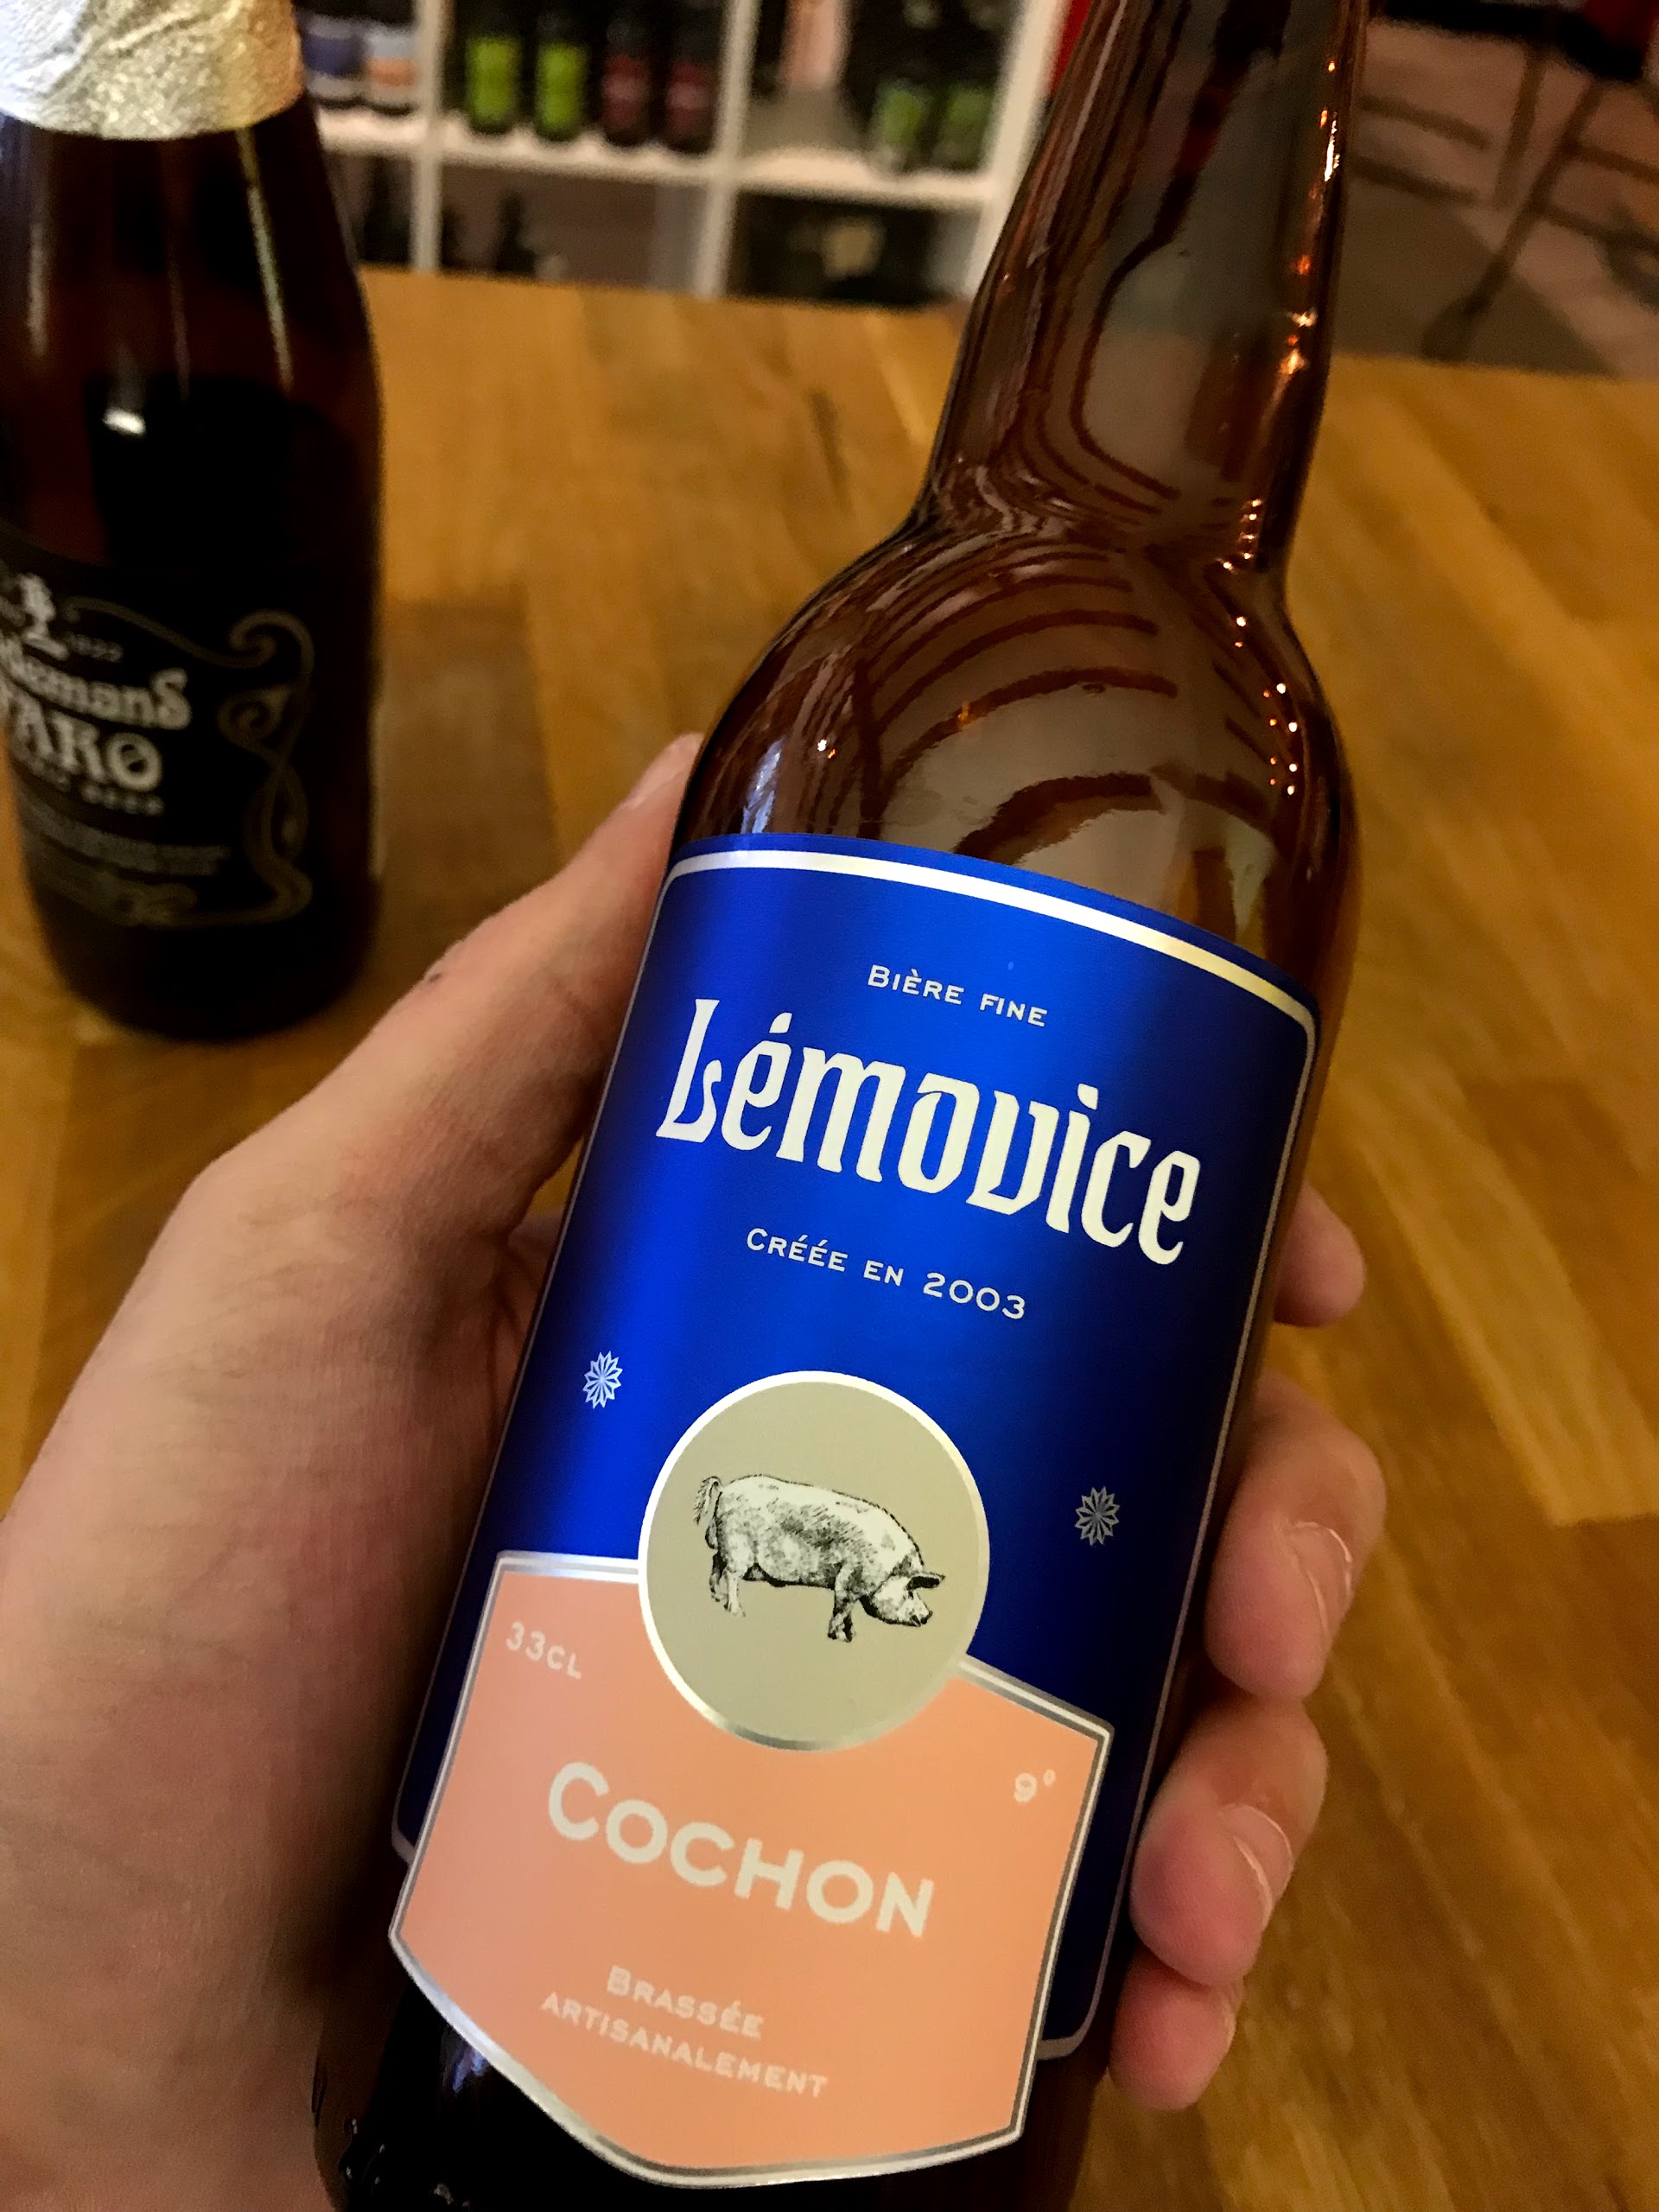 Bière fine
Lémovice
Créée en 2003
33cl
9°
Cochon
Brassée
artisanalement